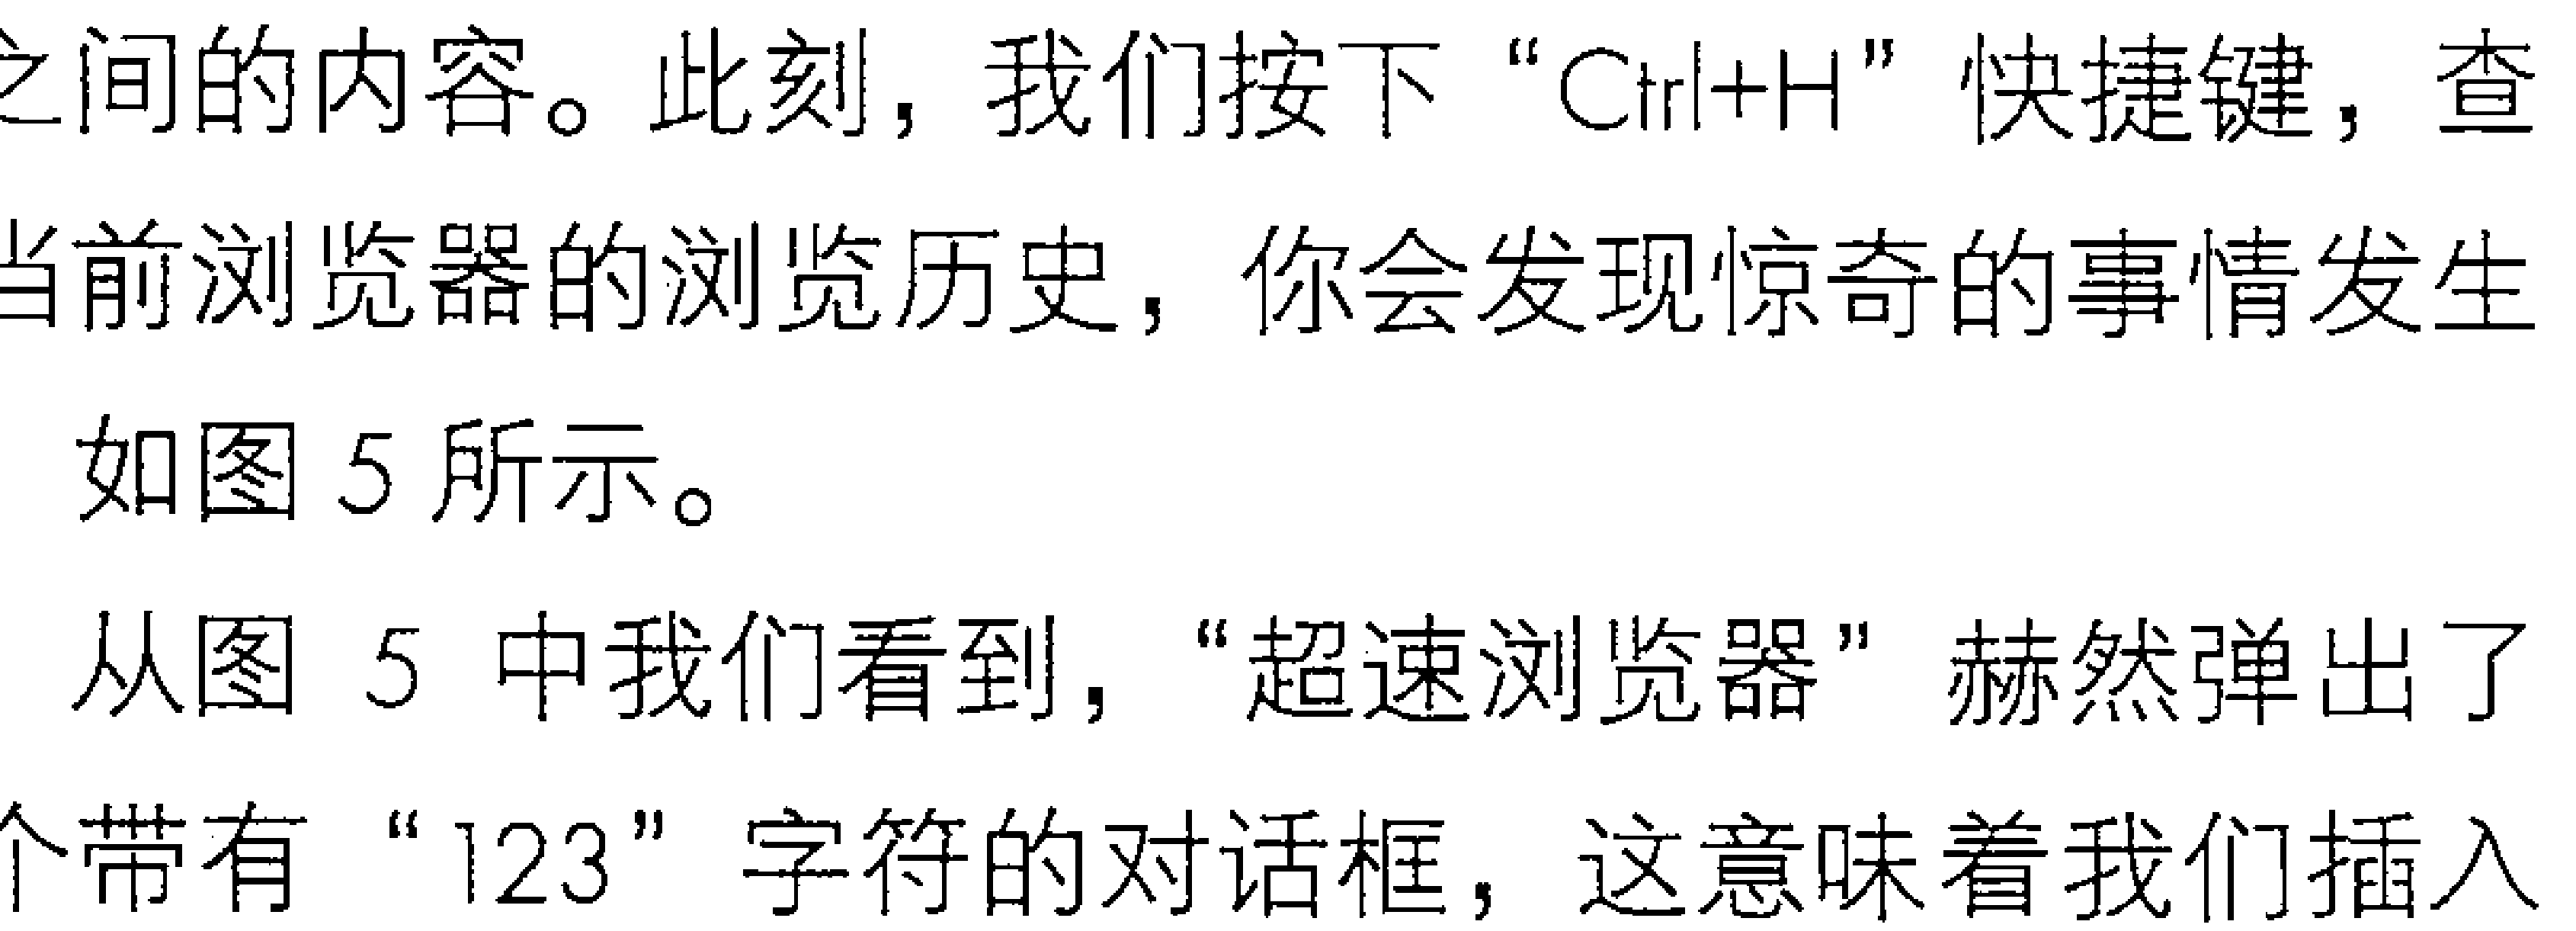 之间的内容。此刻，我们按下“Ctrl+H”快捷键，查
当前浏览器的浏览历史，你会发现惊奇的事情发生
如图 5 所示。
从图 5 中我们看到，“超速浏览器”赫然弹出了
个带有“123”字符的对话框，这意味着我们插入